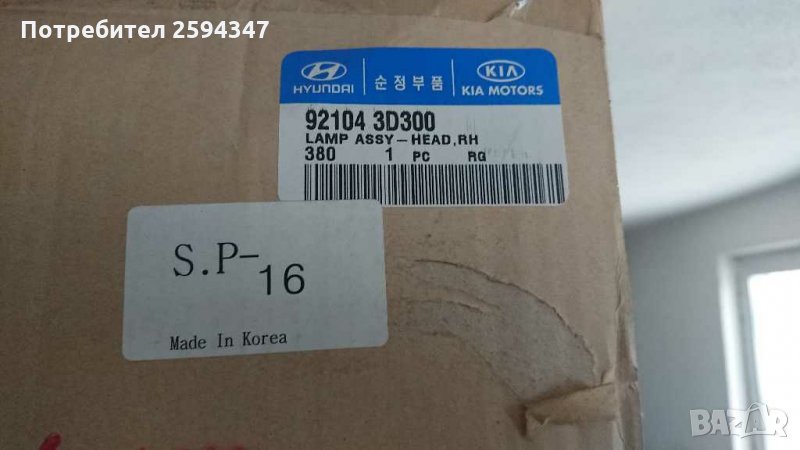 Потребител 2594347
HYUNDAI 순정부품 KIA KIA MOTORS
92104 3D300
LAMP ASSY-HEAD,RH
380 1 PC RG
S.P-16
Made In Korea
BAZAR